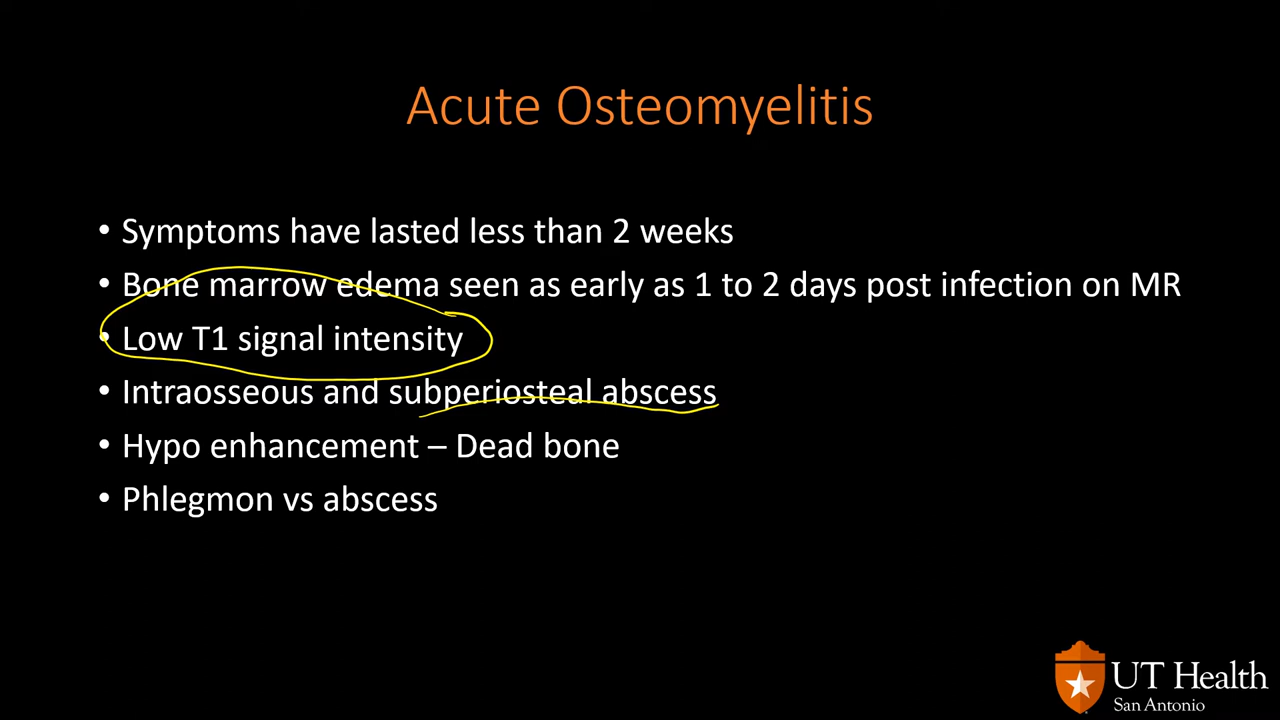 Acute Osteomyelitis
• Symptoms have lasted less than 2 weeks
• Bone marrow edema seen as early as 1 to 2 days post infection on MR
• Low T1 signal intensity
• Intraosseous and subperiosteal abscess
• Hypo enhancement – Dead bone
• Phlegmon vs abscess
UT Health
San Antonio